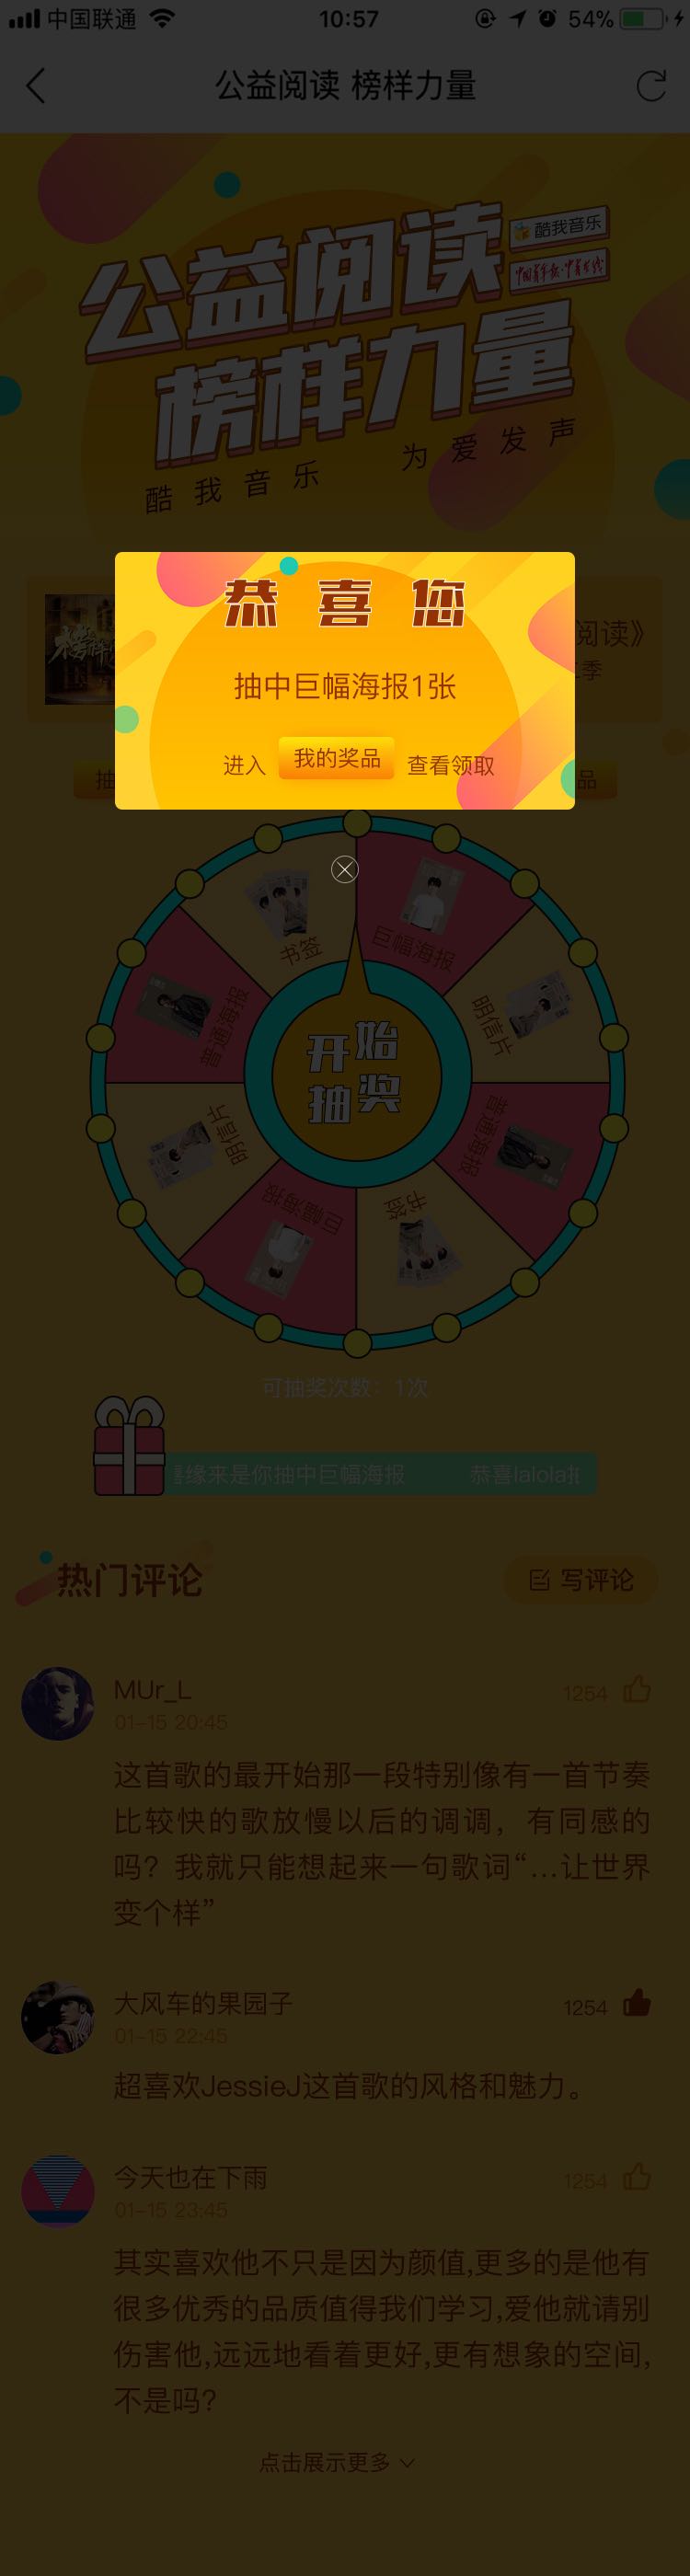 中国联通 10:57 54%
公益阅读 榜样力量
公益阅读
酷我音乐
榜样力量
酷我音乐 为爱发声
恭喜您
抽中巨幅海报1张
进入 我的奖品 查看领取
阅读》
季
抽
品
书签
巨幅海报
普通海报
明信片
开始
抽奖
明信片
普通海报
巨幅海报
书签
可抽奖次数：1次
喜缘来是你抽中巨幅海报 恭喜lalola
热门评论 写评论
MUr_L 1254
01-15 20:45
这首歌的最开始那一段特别像有一首节奏
比较快的歌放慢以后的调调，有同感的
吗？我就只能想起来一句歌词“...让世界
变个样”
大风车的果园子 1254
01-15 22:45
超喜欢JessieJ这首歌的风格和魅力。
今天也在下雨 1254
01-15 23:45
其实喜欢他不只是因为颜值,更多的是他有
很多优秀的品质值得我们学习,爱他就请别
伤害他,远远地看着更好,更有想象的空间,
不是吗?
点击展示更多